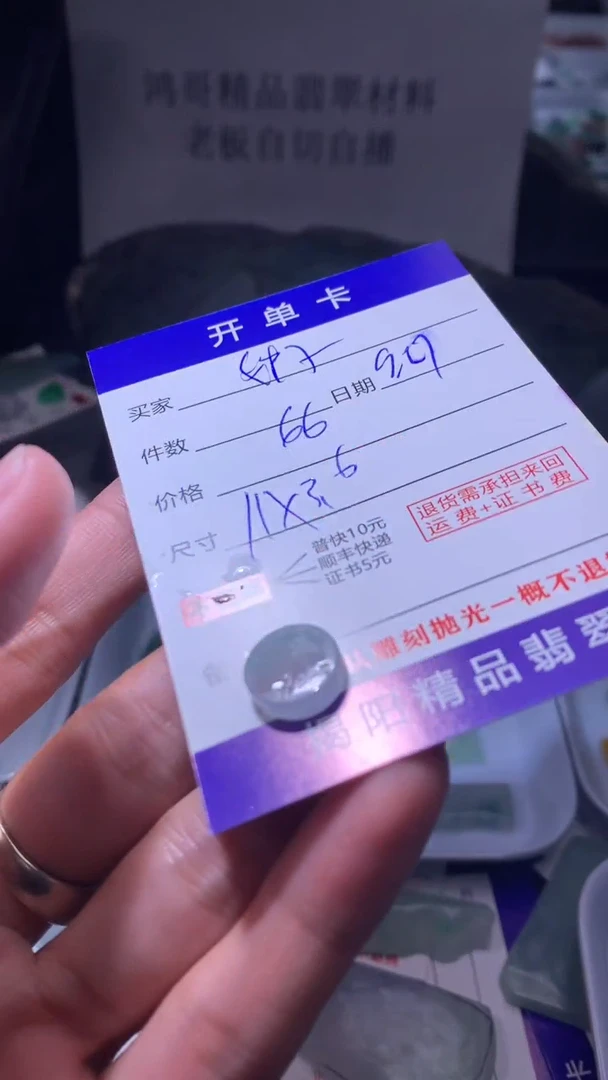 鸿哥精品翡翠材料
老板自切自播
开单卡
买家
件数 66 日期 9.17
价格
尺寸 11X3.6
普快10元
顺丰快递
证书5元
退货需承担来回
运费+证书费
雕刻抛光一概不退
揭阳精品翡翠